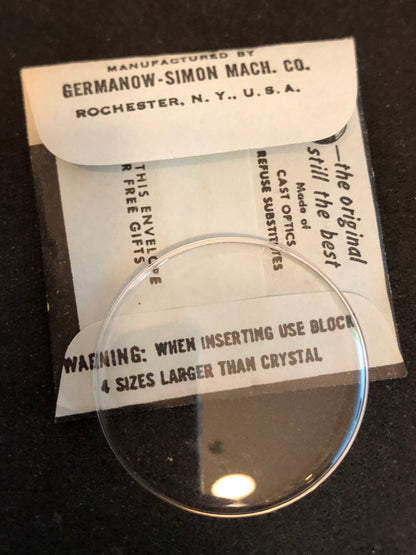 MANUFACTURED BY
GERMANOW-SIMON MACH. CO.
ROCHESTER, N. Y., U. S. A.
—the original
still the best
Made of
CAST OPTICS
REFUSE SUBSTITUTES
THIS ENVELOPE
R FREE GIFTS
WARNING: WHEN INSERTING USE BLOCK
4 SIZES LARGER THAN CRYSTAL